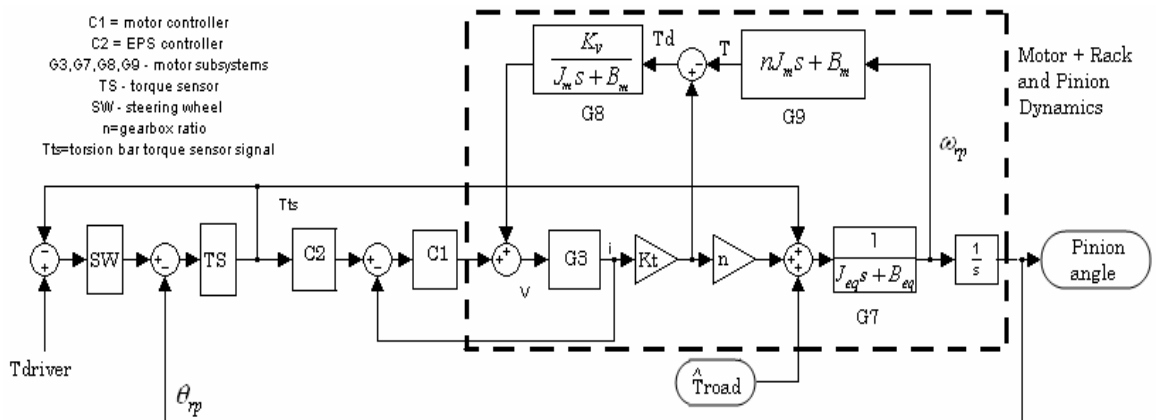 C1 = motor controller
C2 = EPS controller
G3,G7,G8,G9 - motor subsystems
TS - torque sensor
SW - steering wheel
n=gearbox ratio
Tts=torsion bar torque sensor signal
K_v
J_m s + B_m
G8
Td
T
nJ_m s + B_m
G9
Motor + Rack
and Pinion
Dynamics
ω_rp
Tts
SW
TS
C2
C1
V
G3
i
Kt
n
1
J_eq s + B_eq
G7
1
s
Pinion
angle
Tdriver
θ_rp
^
Troad